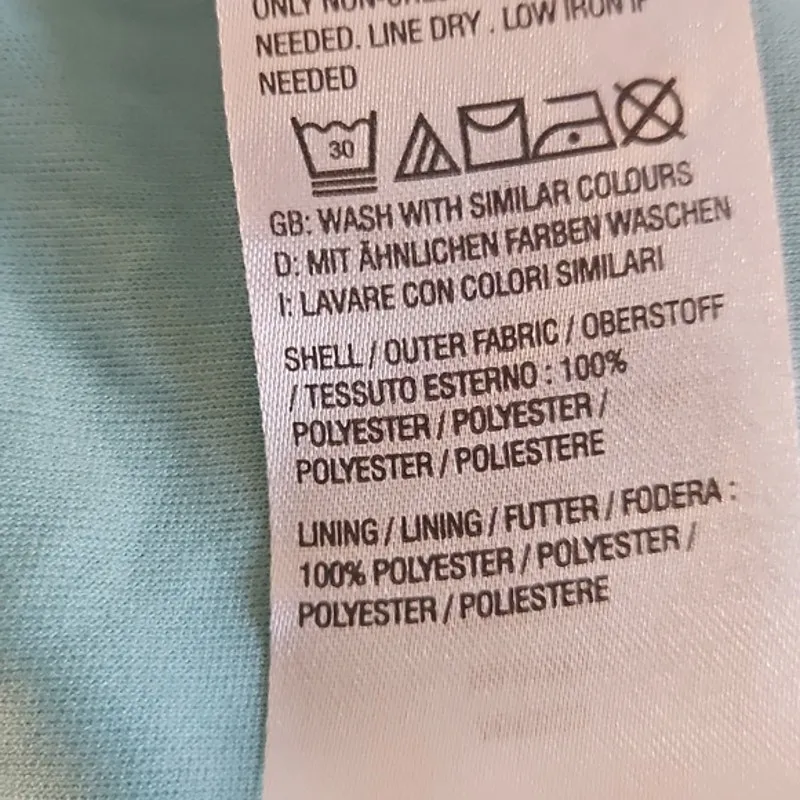 ONLY NON-
NEEDED. LINE DRY . LOW IRON IF
NEEDED
30
GB: WASH WITH SIMILAR COLOURS
D: MIT ÄHNLICHEN FARBEN WASCHEN
I: LAVARE CON COLORI SIMILARI
SHELL / OUTER FABRIC / OBERSTOFF
/ TESSUTO ESTERNO : 100%
POLYESTER / POLYESTER /
POLYESTER / POLIESTERE
LINING / LINING / FUTTER / FODERA :
100% POLYESTER / POLYESTER /
POLYESTER / POLIESTERE